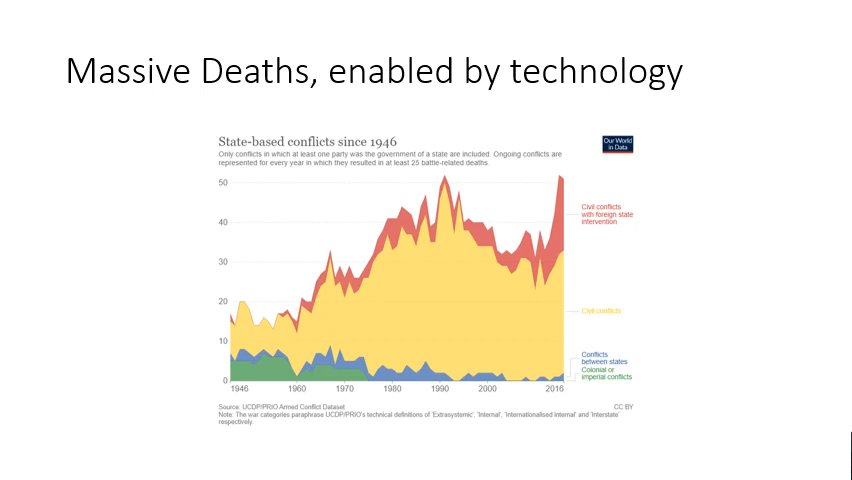 Massive Deaths, enabled by technology
State-based conflicts since 1946
Our World
in Data
Only conflicts in which at least one party was the government of a state are included. Ongoing conflicts are
represented for every year in which they resulted in at least 25 battle-related deaths.
50
40
30
20
10
0
1946
1960
1970
1980
1990
2000
2016
Civil conflicts
with foreign state
intervention
Civil conflicts
Conflicts
between states
Colonial or
imperial conflicts
Source: UCDP/PRIO Armed Conflict Dataset
CC BY
Note: The war categories paraphrase UCDP/PRIO's technical definitions of 'Extrasystemic', 'Internal', 'Internationalised Internal' and 'Interstate'
respectively.